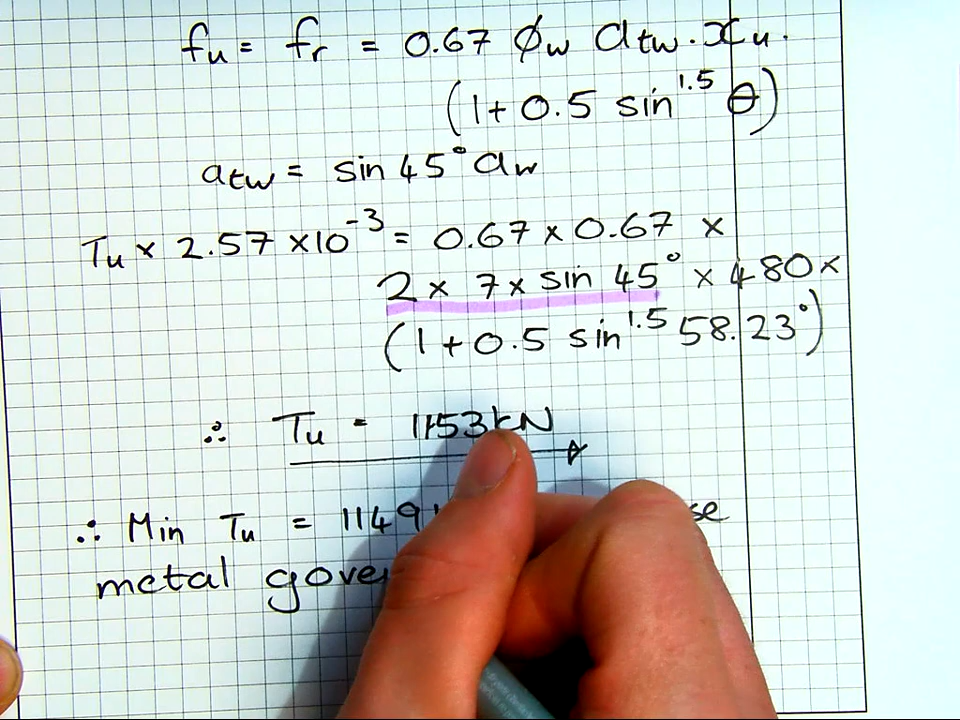 fu = fr = 0.67 ϕw atw . xu .
(1 + 0.5 sin^1.5 θ)
atw = sin 45° aw
Tu × 2.57 × 10^-3 = 0.67 × 0.67 ×
2 × 7 × sin 45° × 480 ×
(1 + 0.5 sin^1.5 58.23°)
∴ Tu = 1153kN
∴ Min Tu = 1149
metal